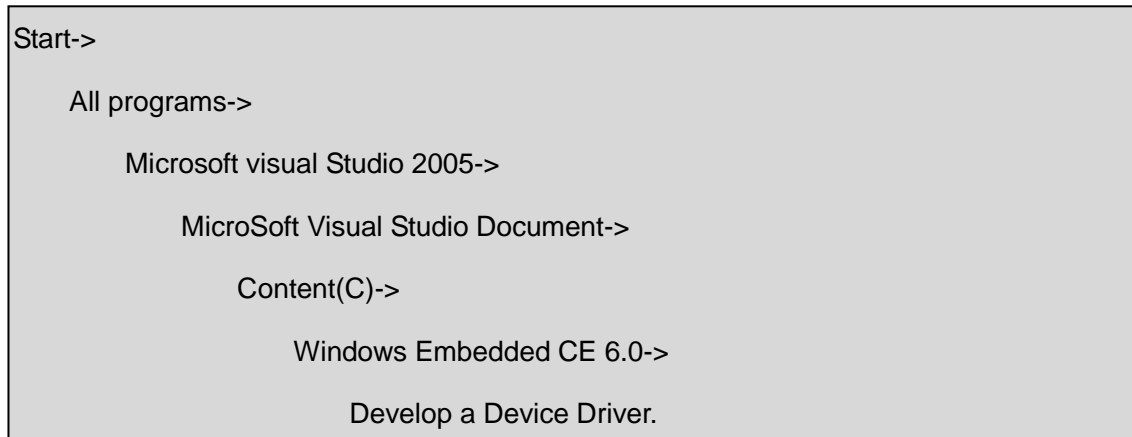 Start->
All programs->
Microsoft visual Studio 2005->
MicroSoft Visual Studio Document->
Content(C)->
Windows Embedded CE 6.0->
Develop a Device Driver.